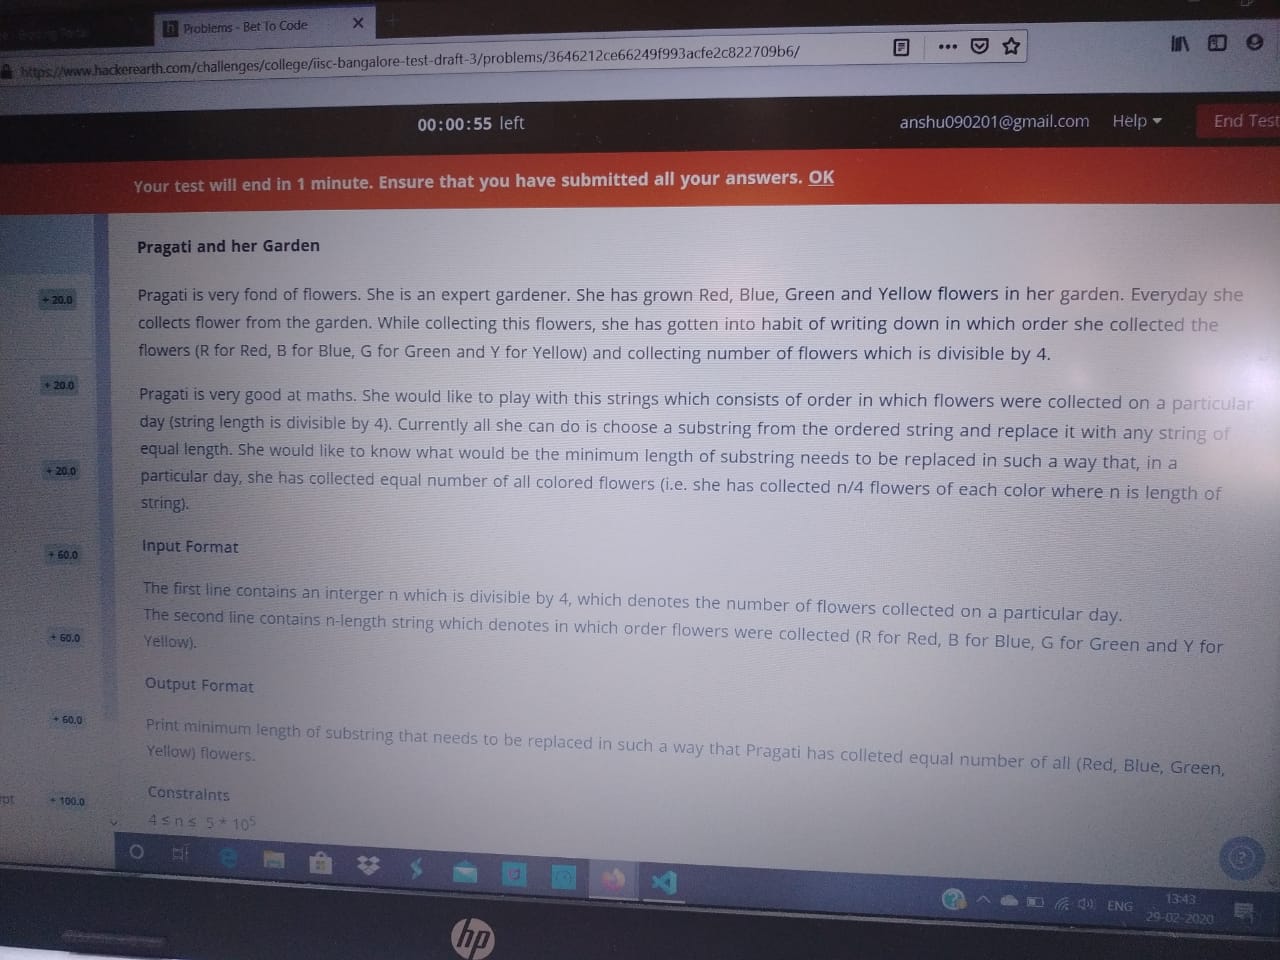 Problems - Bet To Code
https://www.hackerearth.com/challenges/college/iisc-bangalore-test-draft-3/problems/3646212ce66249f993acfe2c822709b6/
00:00:55 left
anshu090201@gmail.com Help
End Test
Your test will end in 1 minute. Ensure that you have submitted all your answers. OK
Pragati and her Garden
Pragati is very fond of flowers. She is an expert gardener. She has grown Red, Blue, Green and Yellow flowers in her garden. Everyday she
collects flower from the garden. While collecting this flowers, she has gotten into habit of writing down in which order she collected the
flowers (R for Red, B for Blue, G for Green and Y for Yellow) and collecting number of flowers which is divisible by 4.
Pragati is very good at maths. She would like to play with this strings which consists of order in which flowers were collected on a particular
day (string length is divisible by 4). Currently all she can do is choose a substring from the ordered string and replace it with any string of
equal length. She would like to know what would be the minimum length of substring needs to be replaced in such a way that, in a
particular day, she has collected equal number of all colored flowers (i.e. she has collected n/4 flowers of each color where n is length of
string).
Input Format
The first line contains an interger n which is divisible by 4, which denotes the number of flowers collected on a particular day.
The second line contains n-length string which denotes in which order flowers were collected (R for Red, B for Blue, G for Green and Y for
Yellow).
Output Format
Print minimum length of substring that needs to be replaced in such a way that Pragati has colleted equal number of all (Red, Blue, Green,
Yellow) flowers.
Constraints
4 ≤ n ≤ 5 * 10⁵
+ 20.0
+ 20.0
+ 20.0
+ 60.0
+ 60.0
+ 60.0
+ 100.0
ENG
13:43
29-02-2020
hp